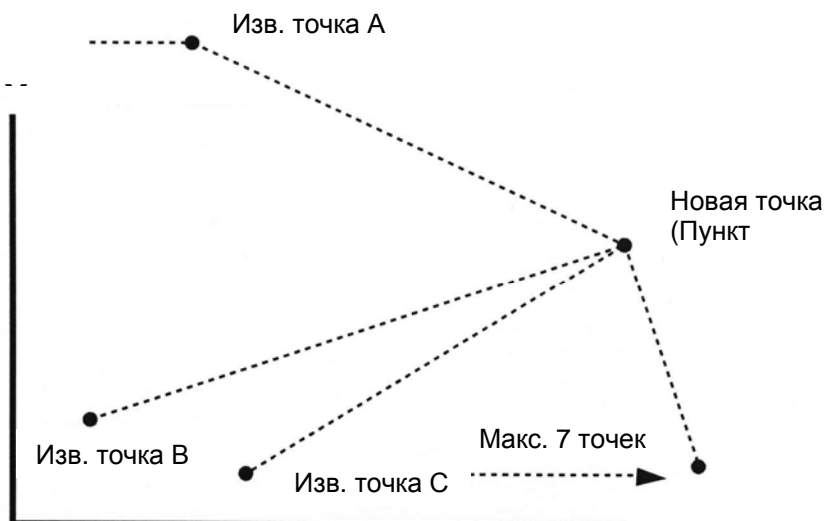 Изв. точка А
Новая точка
(Пункт
Изв. точка В
Макс. 7 точек
Изв. точка С